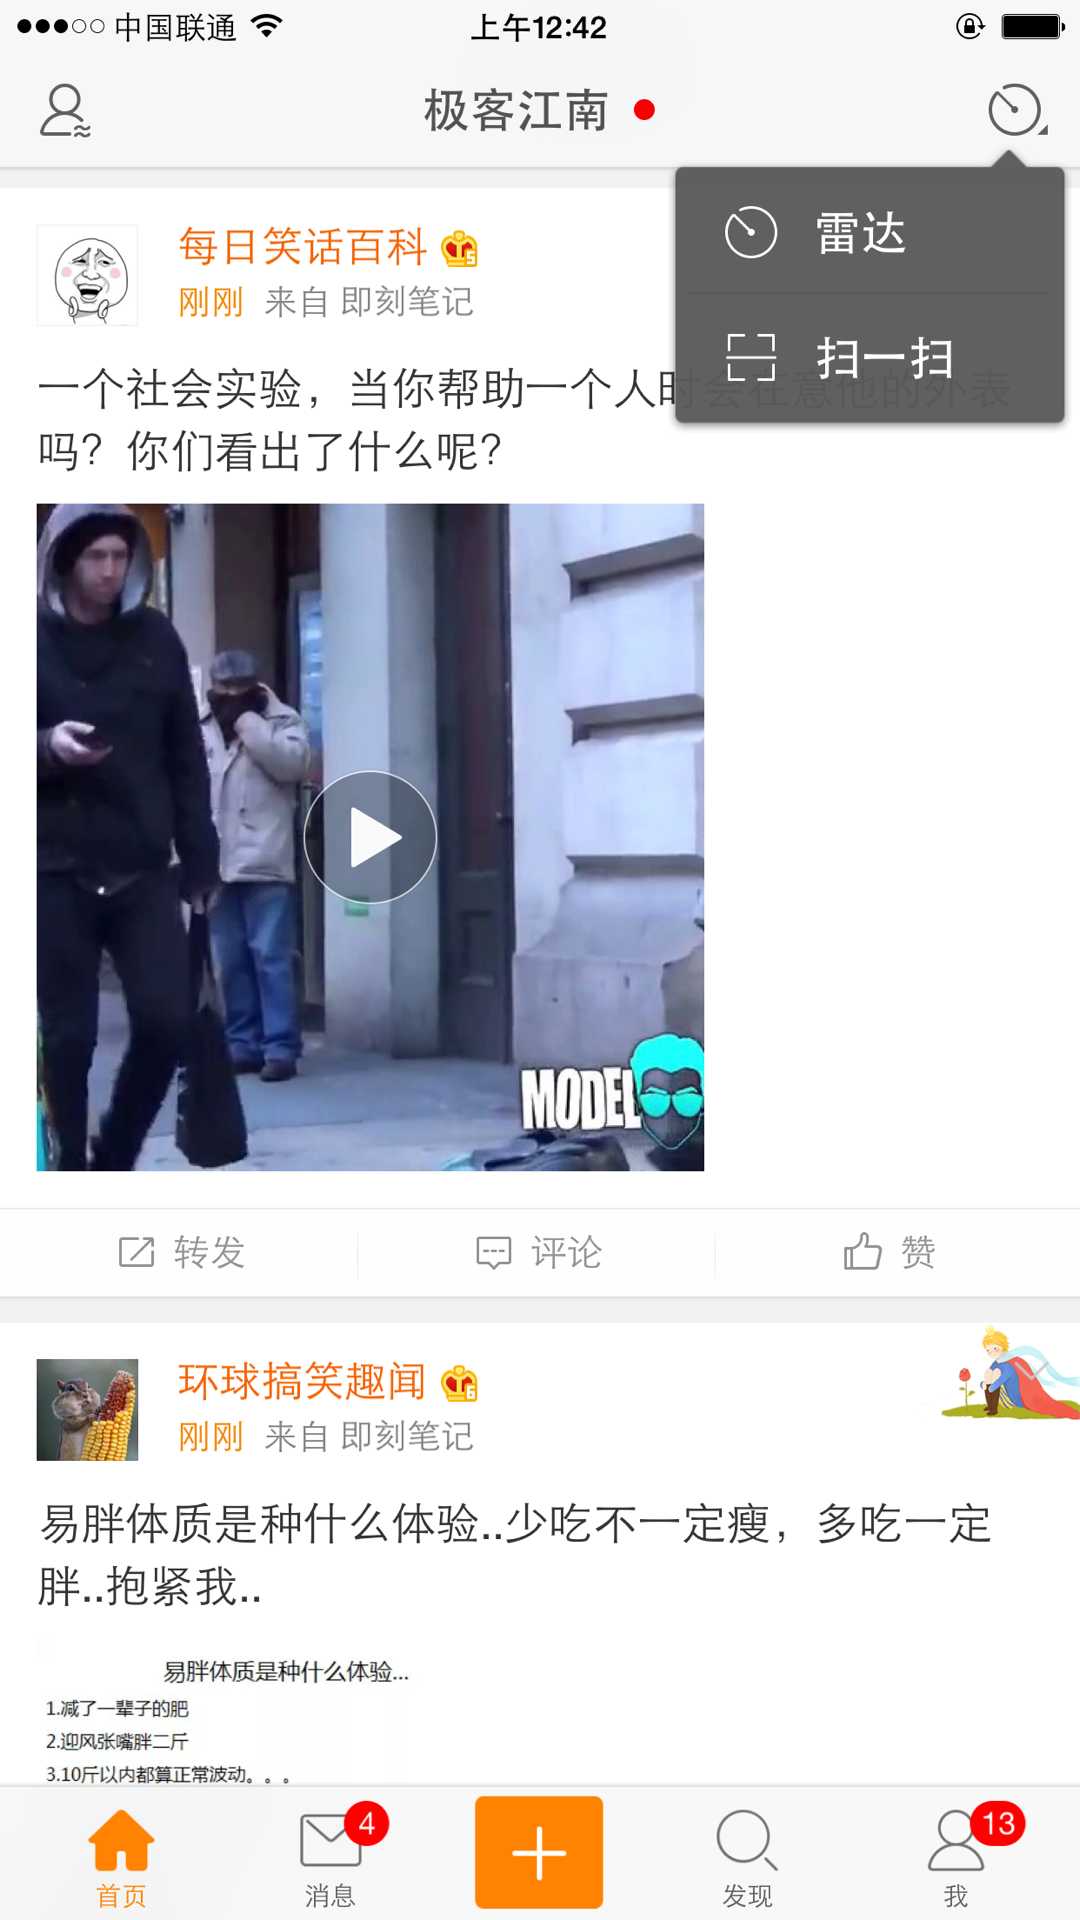 中国联通
上午12:42
极客江南
雷达
扫一扫
每日笑话百科
刚刚 来自 即刻笔记
一个社会实验，当你帮助一个人时会在意他的外表
吗？你们看出了什么呢？
MODEL
转发
评论
赞
环球搞笑趣闻
刚刚 来自 即刻笔记
易胖体质是种什么体验..少吃不一定瘦，多吃一定
胖..抱紧我..
易胖体质是种什么体验...
1.减了一辈子的肥
2.迎风张嘴胖二斤
3.10斤以内都算正常波动。。。
4
13
首页
消息
发现
我